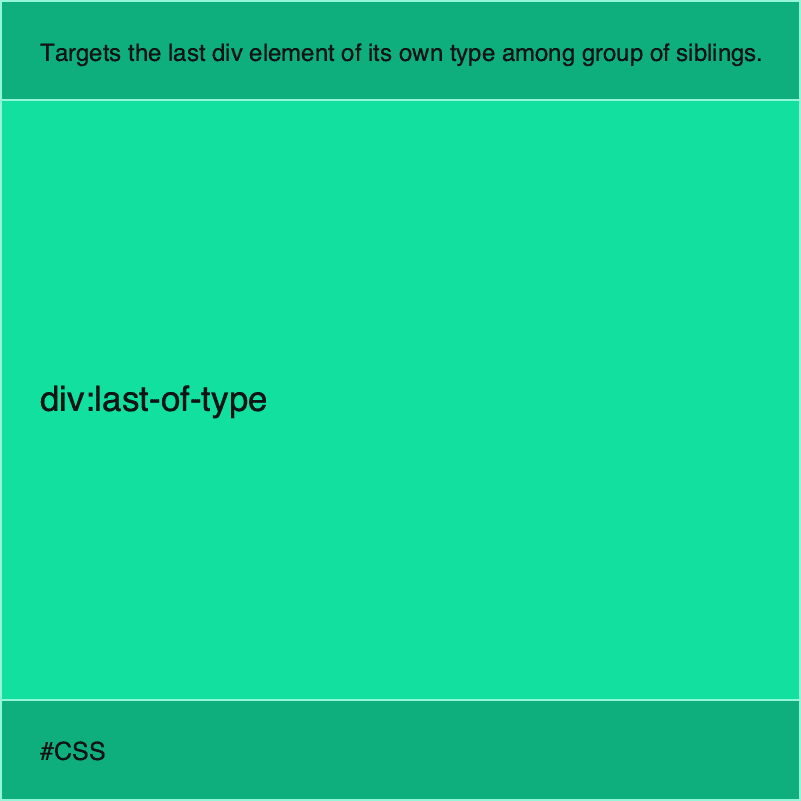 Targets the last div element of its own type among group of siblings.
div:last-of-type
#CSS